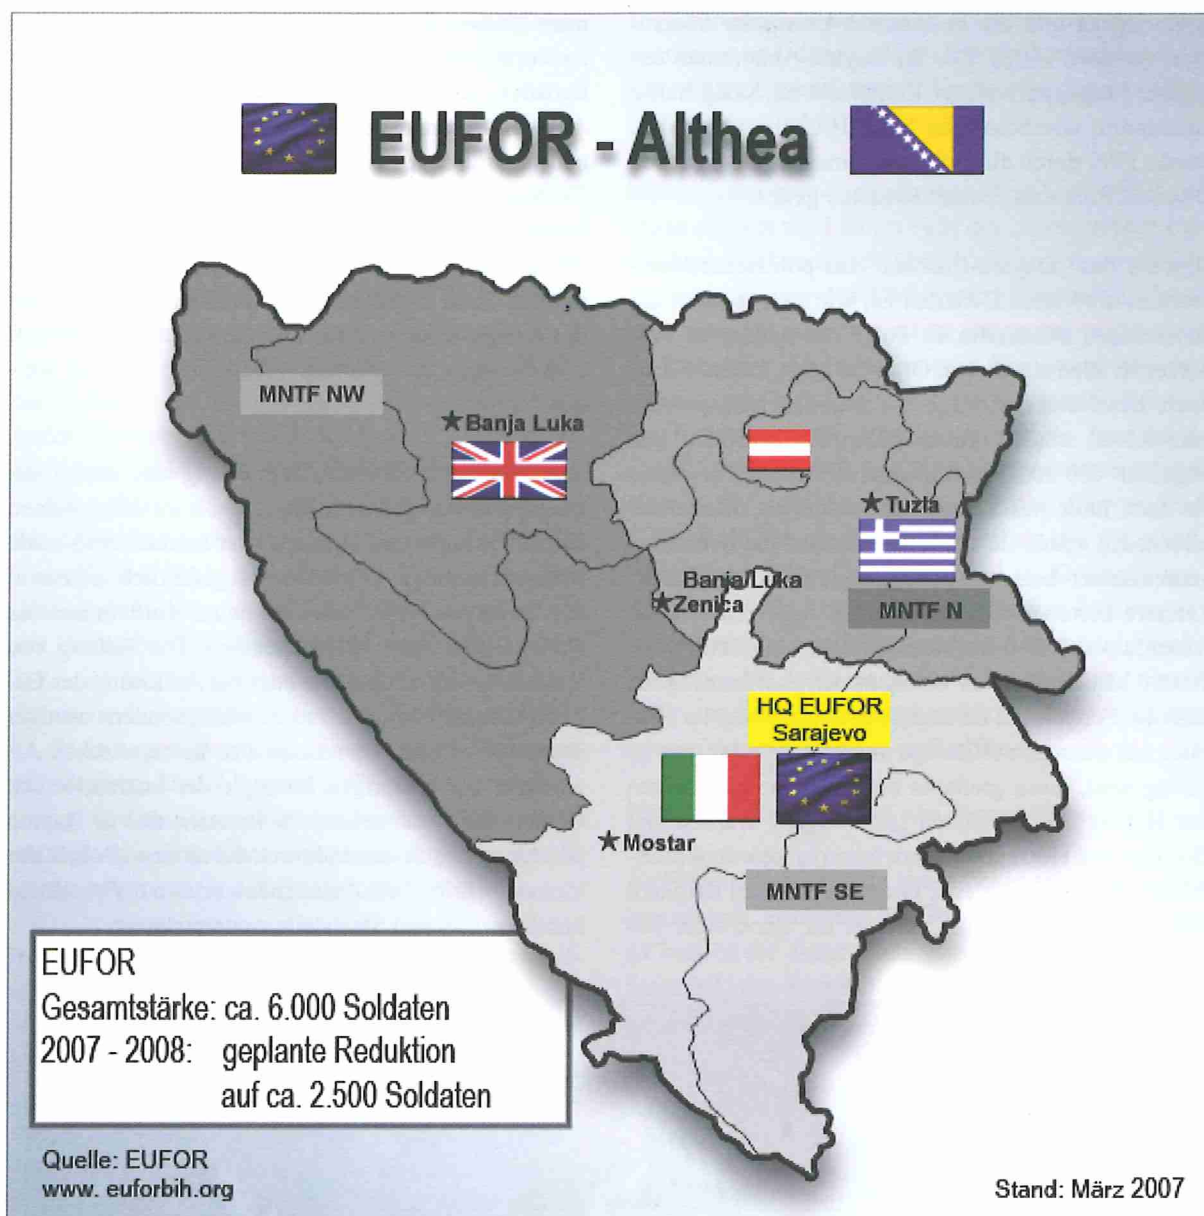 EUFOR - Althea
MNTF NW
Banja Luka
Tuzla
Banja/Luka
Zenica
MNTF N
HQ EUFOR
Sarajevo
Mostar
MNTF SE
EUFOR
Gesamtstärke: ca. 6.000 Soldaten
2007 - 2008: geplante Reduktion
auf ca. 2.500 Soldaten
Quelle: EUFOR
www. euforbih.org
Stand: März 2007